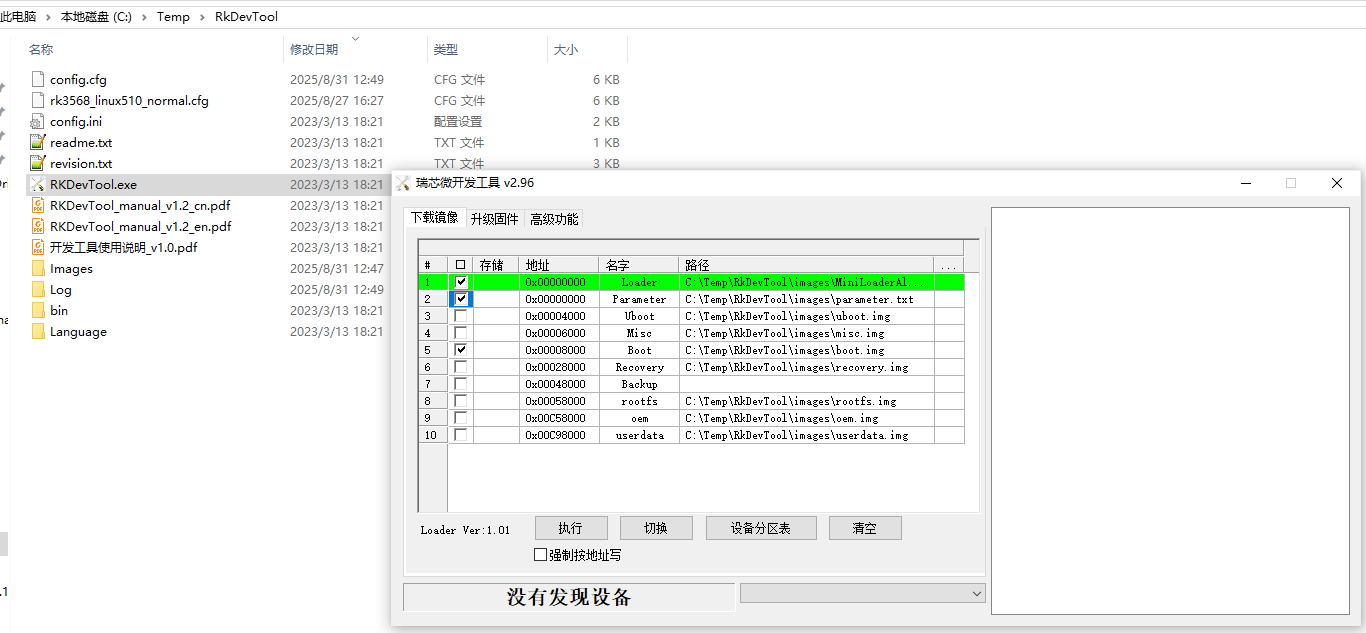 此电脑 > 本地磁盘 (C:) > Temp > RkDevTool
名称 修改日期 类型 大小
config.cfg 2025/8/31 12:49 CFG 文件 6 KB
rk3568_linux510_normal.cfg 2025/8/27 16:27 CFG 文件 6 KB
config.ini 2023/3/13 18:21 配置设置 2 KB
readme.txt 2023/3/13 18:21 TXT 文件 1 KB
revision.txt 2023/3/13 18:21 TXT 文件 3 KB
RKDevTool.exe 2023/3/13 18:21
RKDevTool_manual_v1.2_cn.pdf 2023/3/13 18:21
RKDevTool_manual_v1.2_en.pdf 2023/3/13 18:21
开发工具使用说明_v1.0.pdf 2023/3/13 18:21
Images 2025/8/31 12:47
Log 2025/8/31 12:49
bin 2023/3/13 18:21
Language 2023/3/13 18:21
瑞芯微开发工具 v2.96
下载镜像 升级固件 高级功能
# 存储 地址 名字 路径 ...
1 0x00000000 Loader C:\Temp\RkDevTool\images\MiniLoaderAl...
2 0x00000000 Parameter C:\Temp\RkDevTool\images\parameter.txt
3 0x00004000 Uboot C:\Temp\RkDevTool\images\uboot.img
4 0x00006000 Misc C:\Temp\RkDevTool\images\misc.img
5 0x00008000 Boot C:\Temp\RkDevTool\images\boot.img
6 0x00028000 Recovery C:\Temp\RkDevTool\images\recovery.img
7 0x00048000 Backup
8 0x00058000 rootfs C:\Temp\RkDevTool\images\rootfs.img
9 0x00C58000 oem C:\Temp\RkDevTool\images\oem.img
10 0x00C98000 userdata C:\Temp\RkDevTool\images\userdata.img
Loader Ver:1.01 执行 切换 设备分区表 清空
强制按地址写
没有发现设备